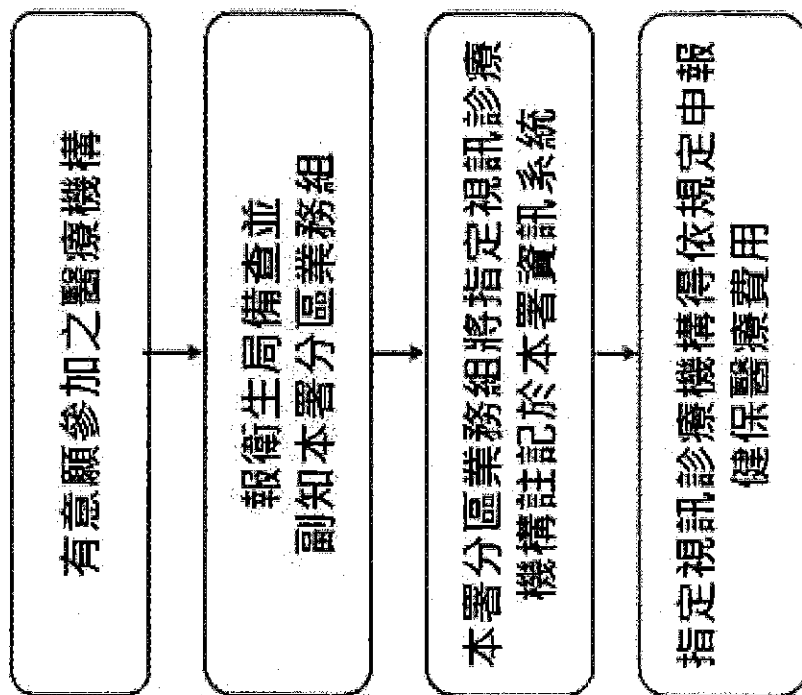 有意願參加之醫療機構
報衛生局備查並
副知本署分區業務組
本署分區業務組將指定視訊診療
機構註記於本署資訊系統
指定視訊診療機構得依規定申報
健保醫療費用